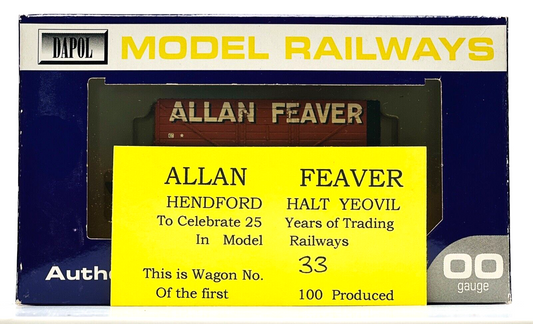 DAPOL MODEL RAILWAYS
ALLAN FEAVER
ALLAN FEAVER
HENDFORD HALT YEOVIL
To Celebrate 25 Years of Trading
In Model Railways
This is Wagon No. 33
Of the first 100 Produced
Authe
OO
gauge